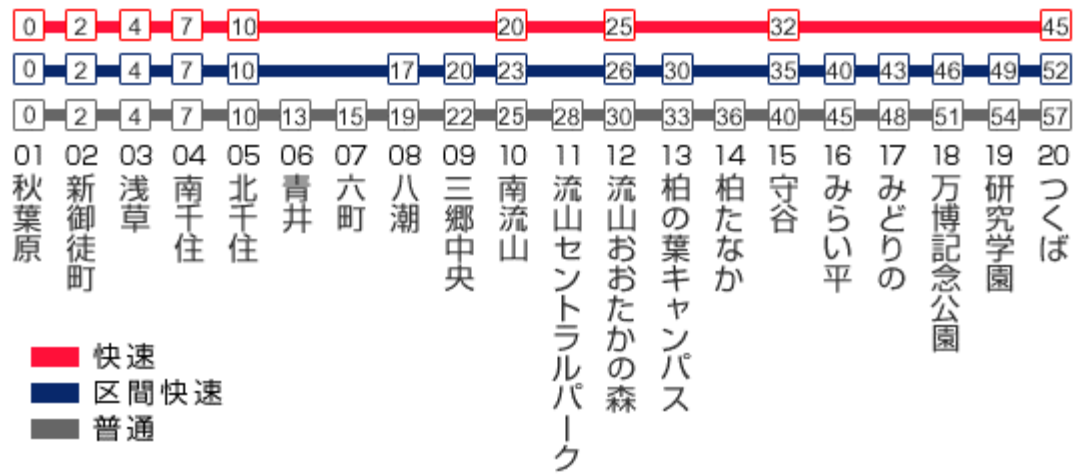 0 2 4 7 10 20 25 32 45
0 2 4 7 10 17 20 23 26 30 35 40 43 46 49 52
0 2 4 7 10 13 15 19 22 25 28 30 33 36 40 45 48 51 54 57
01 02 03 04 05 06 07 08 09 10 11 12 13 14 15 16 17 18 19 20
秋葉原
新御徒町
浅草
南千住
北千住
青井
六町
八潮
三郷中央
南流山
流山セントラルパーク
流山おおたかの森
柏の葉キャンパス
柏たなか
守谷
みらい平
みどりの
万博記念公園
研究学園
つくば
快速
区間快速
普通